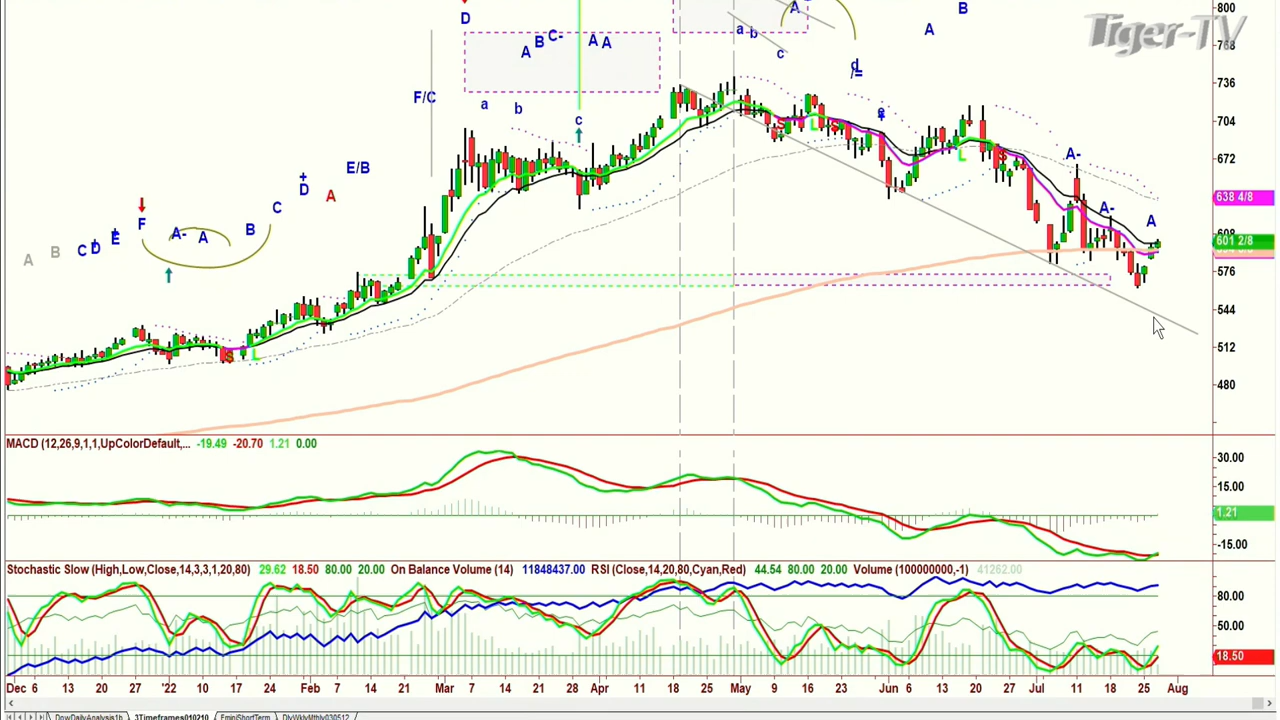 B
800
D
A
A
Tiger-TV
a b
A B C- A A
768
c
d
/=
736
F/C
a b
e
c
S L S
704
L S
A-
672
E/B
+
D
A
638 4/8
C
A-
F
A- A
B
A
608
A B C D E
601 2/8
576
544
S L
512
480
MACD (12,26,9,1,1,UpColorDefault,... -19.49 -20.70 1.21 0.00
30.00
15.00
1.21
-15.00
Stochastic Slow (High,Low,Close,14,3,3,1,20,80) 29.62 18.50 80.00 20.00 On Balance Volume (14) 11848437.00 RSI (Close,14,20,80,Cyan,Red) 44.54 80.00 20.00 Volume (100000000,-1) 41262.00
80.00
50.00
18.50
Dec 6 13 20 27 '22 10 17 24 Feb 7 14 21 Mar 7 14 21 28 Apr 11 18 25 May 9 16 23 Jun 6 13 20 27 Jul 11 18 25 Aug
DowDailyAnalysis1b 3Timeframes010210 EminiShortTerm DlyWklyMthly030512